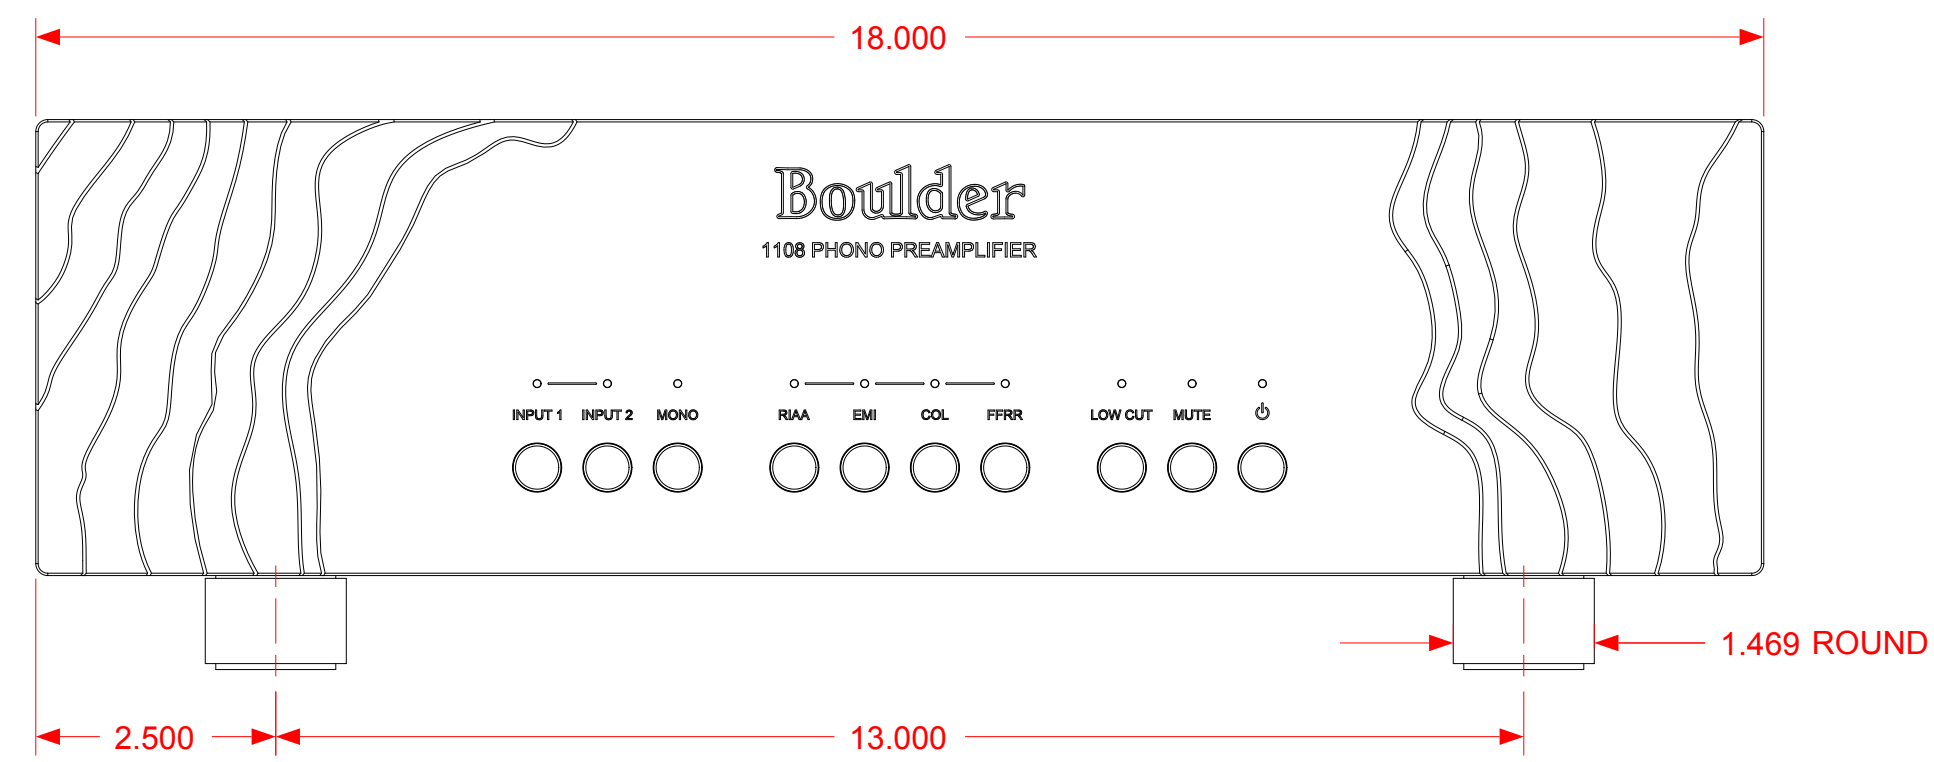 18.000
Boulder
1108 PHONO PREAMPLIFIER
INPUT 1 INPUT 2 MONO RIAA EMI COL FFRR LOW CUT MUTE
1.469 ROUND
2.500 13.000